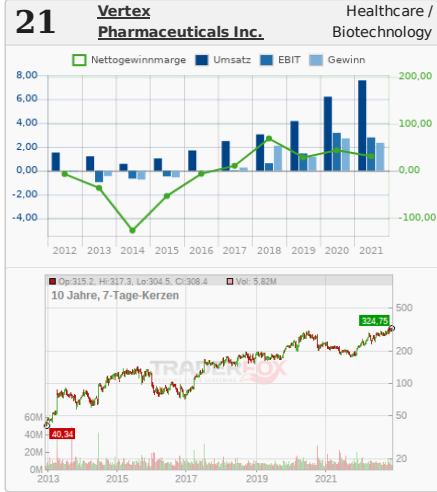 21
Vertex
Pharmaceuticals Inc.
Healthcare /
Biotechnology
Nettogewinnmarge Umsatz EBIT Gewinn
8,00 200,00
6,00
4,00 100,00
2,00
0,00 0,00
-2,00
-4,00 -100,00
2012 2013 2014 2015 2016 2017 2018 2019 2020 2021
Op:315.2, Hi:317.3, Lo:304.5, Cl:308.4 Vol: 5.82M
10 Jahre, 7-Tage-Kerzen
324,75
500
200
TRADERFOX
100
60M 50
40,34
40M
20M 20
0M
2013 2015 2017 2019 2021